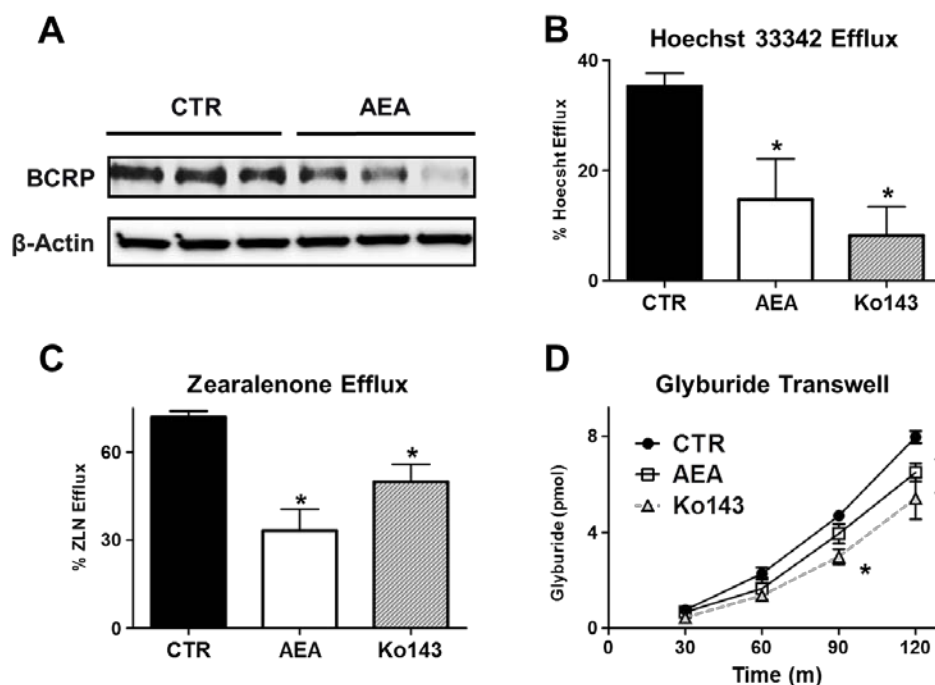 A
CTR AEA
BCRP
β-Actin
B
Hoechst 33342 Efflux
% Hoecsht Efflux
40
20
0
*
*
CTR AEA Ko143
C
Zearalenone Efflux
% ZLN Efflux
60
30
0
*
*
CTR AEA Ko143
D
Glyburide Transwell
Glyburide (pmol)
8
4
0
CTR
AEA
Ko143
*
0 30 60 90 120
Time (m)